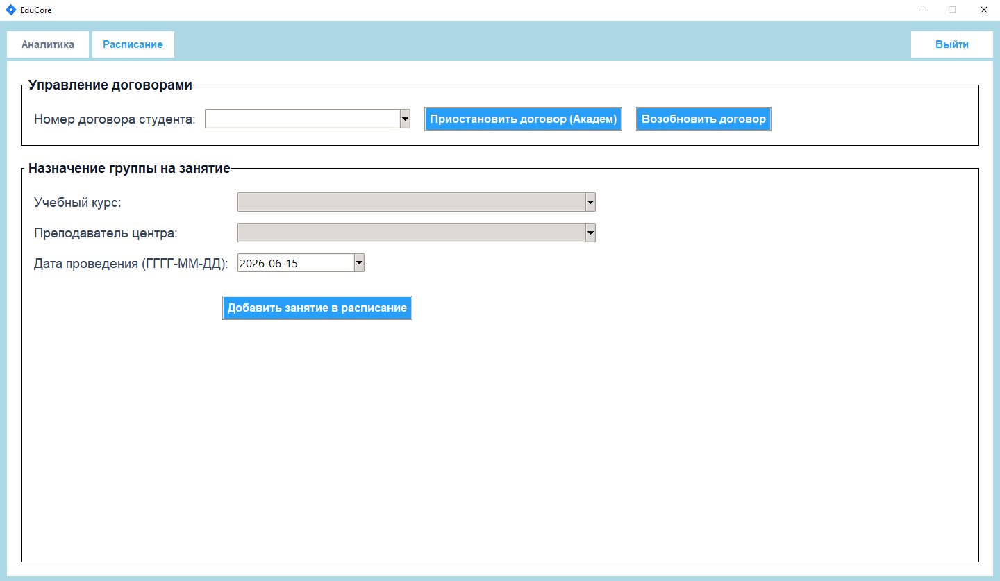 EduCore
Аналитика Расписание Выйти
Управление договорами
Номер договора студента: Приостановить договор (Академ) Возобновить договор
Назначение группы на занятие
Учебный курс:
Преподаватель центра:
Дата проведения (ГГГГ-ММ-ДД): 2026-06-15
Добавить занятие в расписание